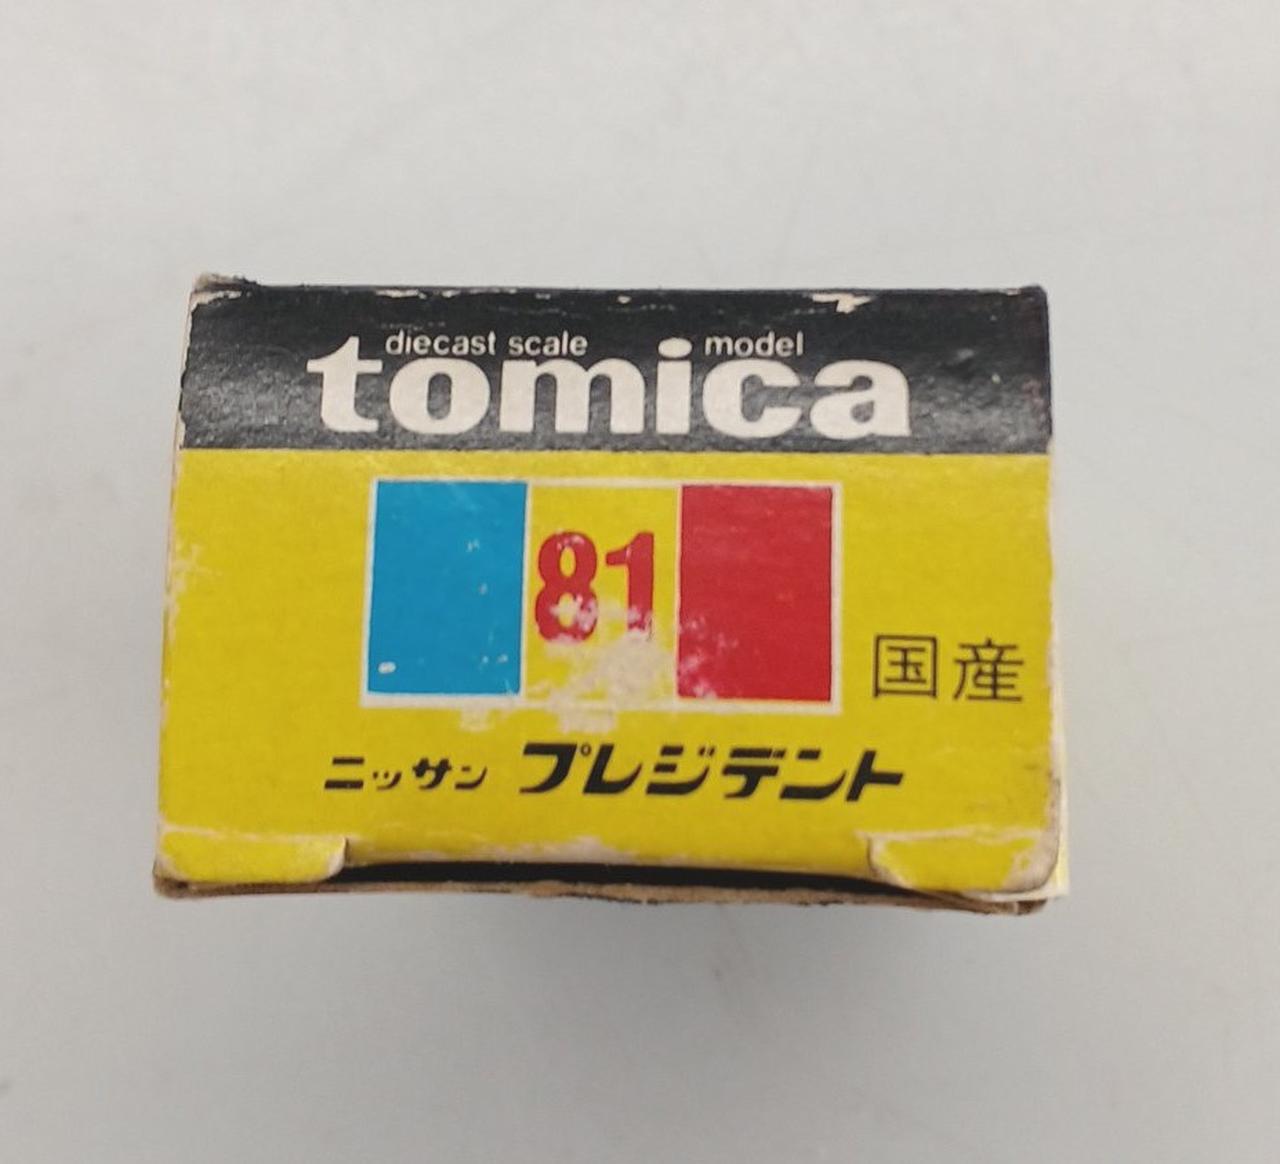 diecast scale model
tomica
81
国産
ニッサン プレジデント